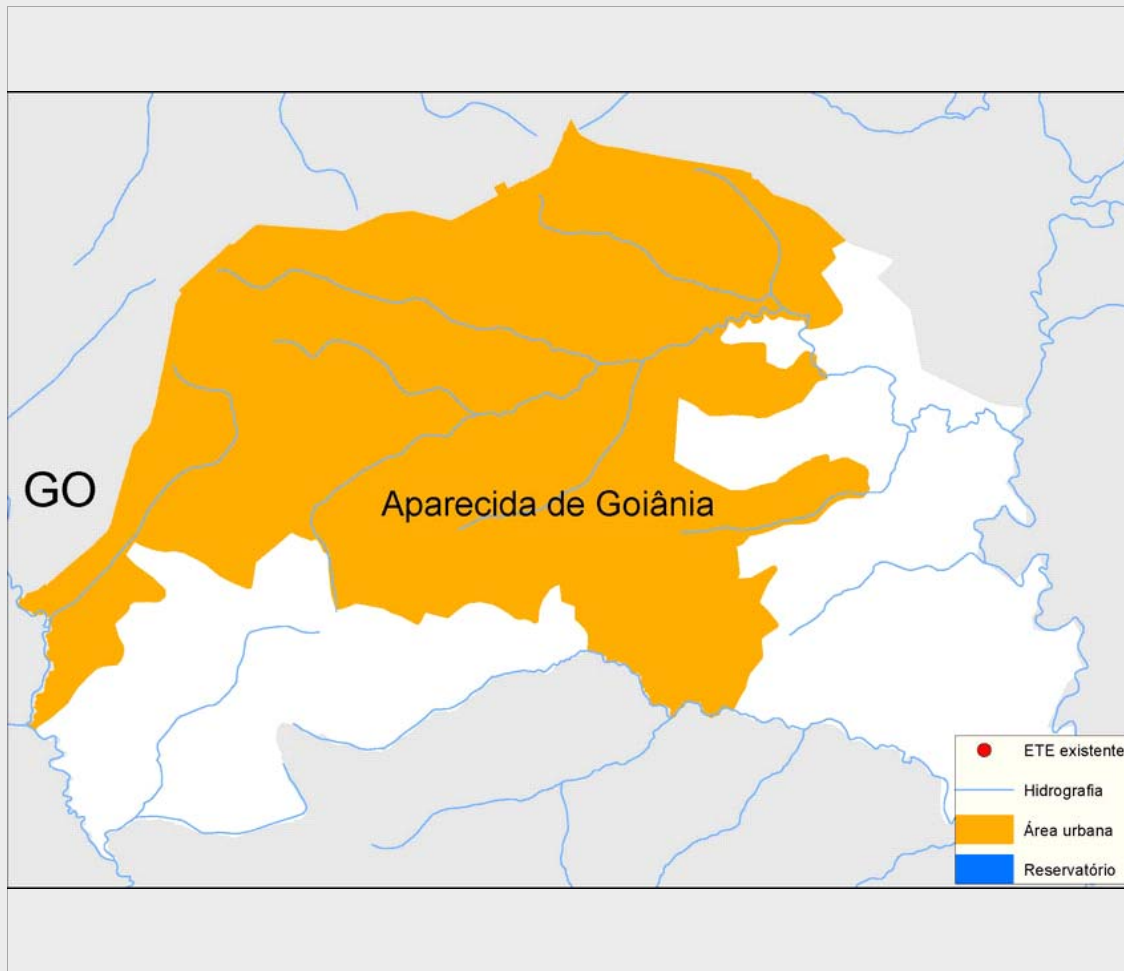 GO
Aparecida de Goiânia
ETE existente
Hidrografia
Área urbana
Reservatório